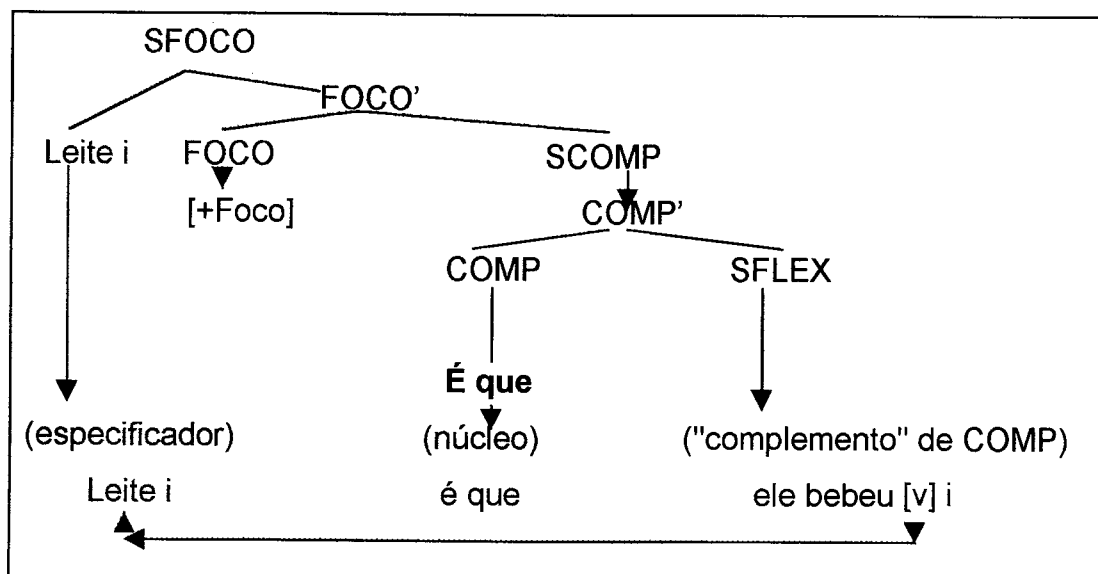 SFOCO
FOCO'
Leite i FOCO SCOMP
[+Foco]
COMP'
COMP SFLEX
É que
(especificador) (núcleo) ("complemento" de COMP)
Leite i é que ele bebeu [v] i